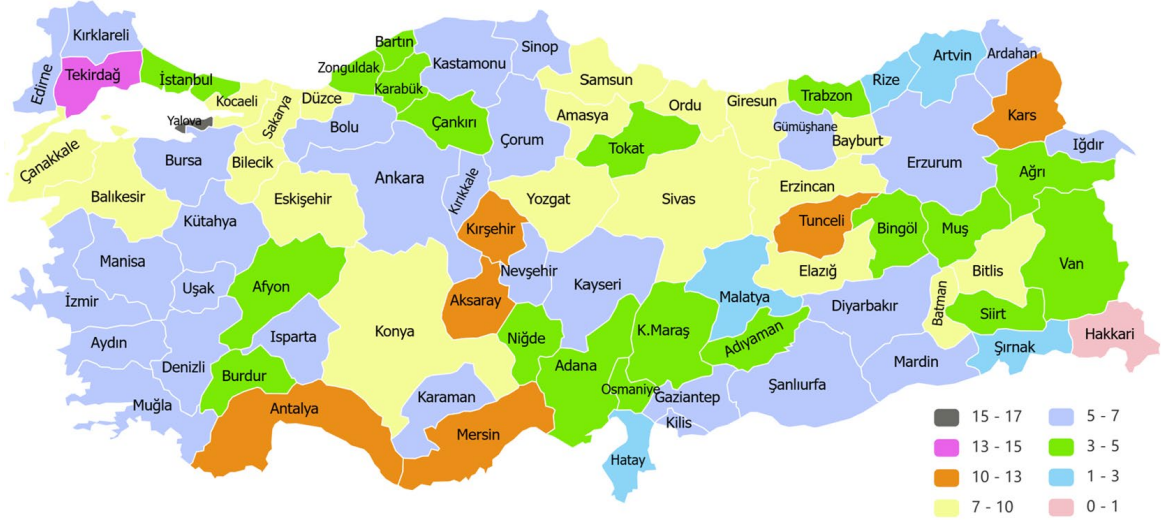 Kırklareli
Edirne
Tekirdağ
İstanbul
Kocaeli
Yalova
Sakarya
Düzce
Zonguldak
Bartın
Karabük
Kastamonu
Sinop
Samsun
Çankırı
Çorum
Amasya
Tokat
Ordu
Giresun
Trabzon
Gümüşhane
Bayburt
Rize
Artvin
Ardahan
Kars
Iğdır
Ağrı
Erzurum
Erzincan
Çanakkale
Balıkesir
Bursa
Bilecik
Bolu
Eskişehir
Kütahya
Ankara
Kırıkkale
Yozgat
Sivas
Kırşehir
Nevşehir
Kayseri
Aksaray
Niğde
Manisa
İzmir
Uşak
Afyon
Aydın
Denizli
Isparta
Burdur
Muğla
Antalya
Konya
Karaman
Mersin
Adana
Osmaniye
K.Maraş
Hatay
Gaziantep
Kilis
Malatya
Adıyaman
Şanlıurfa
Tunceli
Elazığ
Bingöl
Muş
Diyarbakır
Mardin
Batman
Bitlis
Siirt
Van
Şırnak
Hakkari
15 - 17
13 - 15
10 - 13
7 - 10
5 - 7
3 - 5
1 - 3
0 - 1